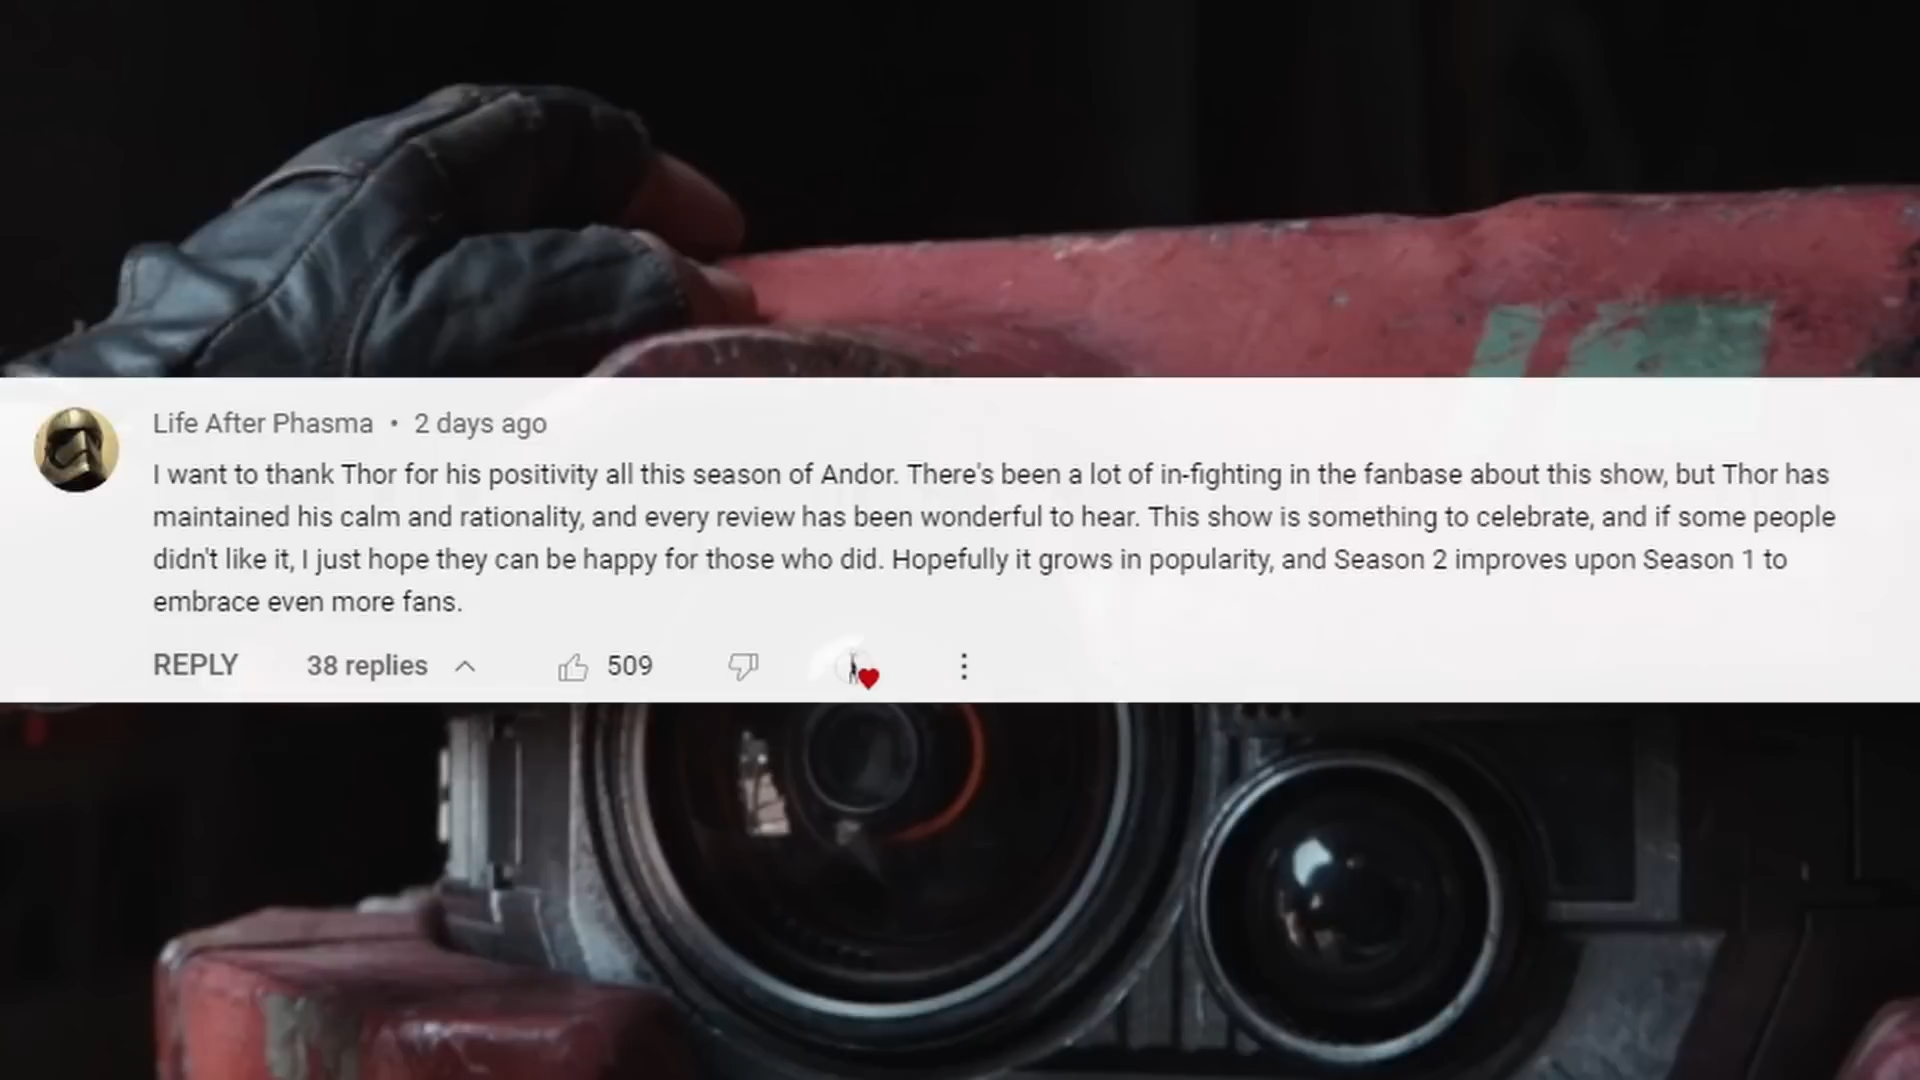 Life After Phasma • 2 days ago
I want to thank Thor for his positivity all this season of Andor. There's been a lot of in-fighting in the fanbase about this show, but Thor has
maintained his calm and rationality, and every review has been wonderful to hear. This show is something to celebrate, and if some people
didn't like it, I just hope they can be happy for those who did. Hopefully it grows in popularity, and Season 2 improves upon Season 1 to
embrace even more fans.
REPLY 38 replies 509